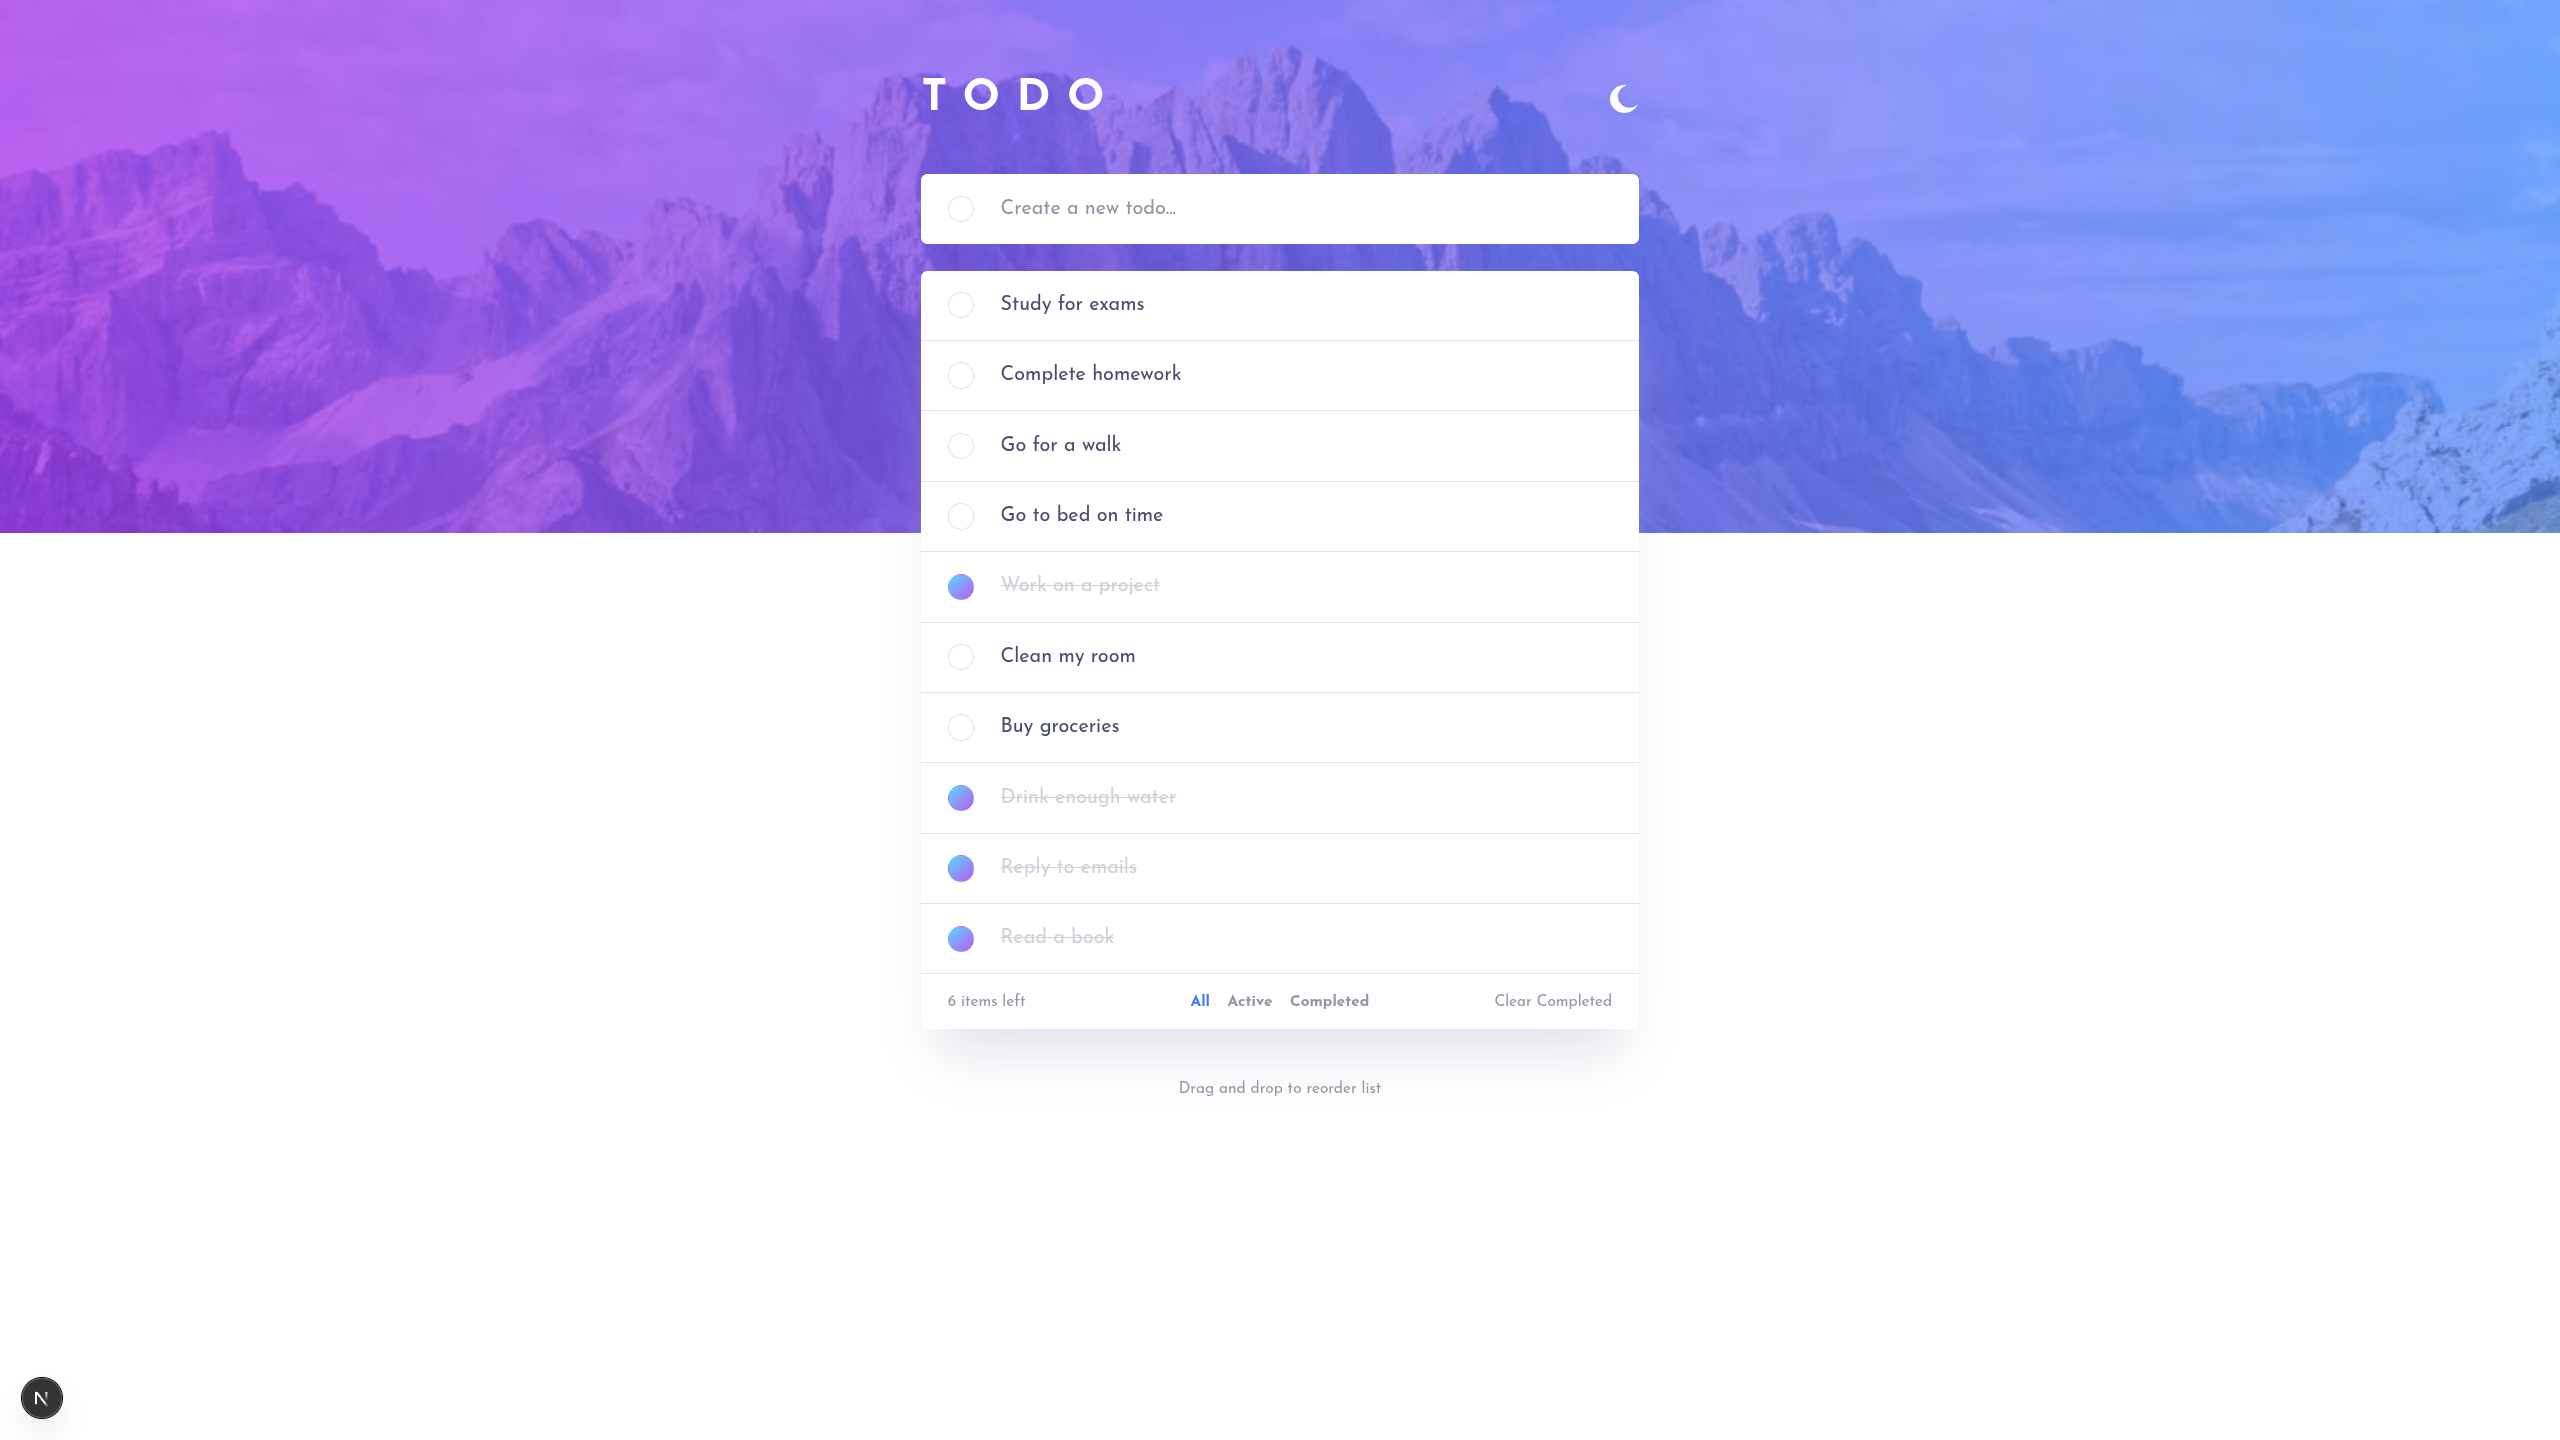 TODO
Create a new todo...
Study for exams
Complete homework
Go for a walk
Go to bed on time
Work on a project
Clean my room
Buy groceries
Drink enough water
Reply to emails
Read a book
6 items left All Active Completed Clear Completed
Drag and drop to reorder list
N